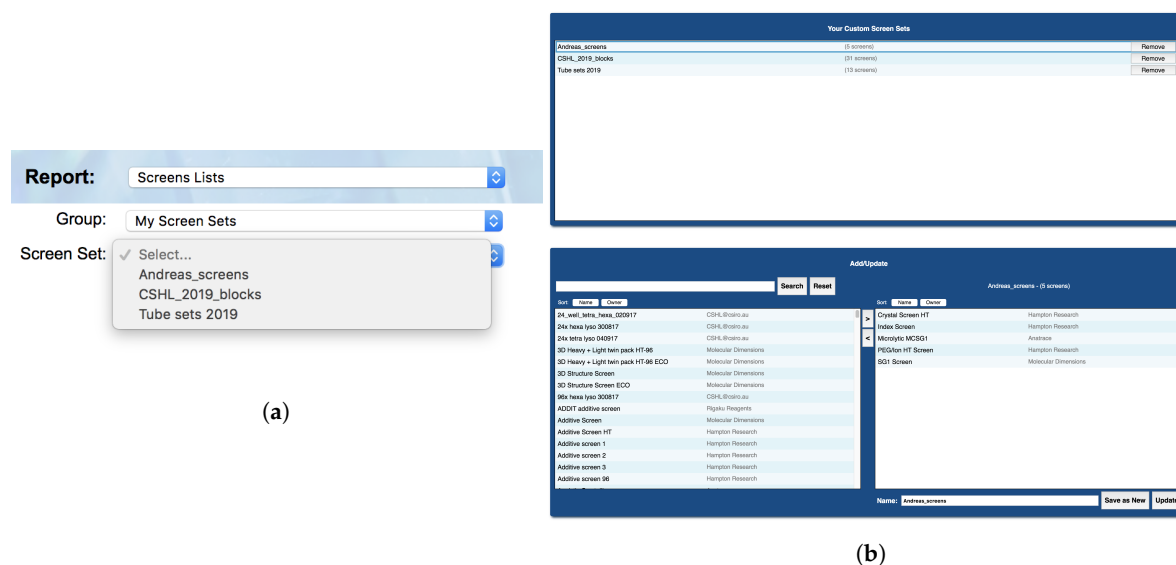 Report: Screens Lists
Group: My Screen Sets
Screen Set: ✓ Select...
Andreas_screens
CSHL_2019_blocks
Tube sets 2019
(a)
Your Custom Screen Sets
Andreas_screens (5 screens) Remove
CSHL_2019_blocks (31 screens) Remove
Tube sets 2019 (13 screens) Remove
Add/Update
Search Reset
Sort Name Owner
24_well_tetra_hexa_020917 CSHL@csiro.au
24x hexa lyso 300817 CSHL@csiro.au
24x tetra lyso 040917 CSHL@csiro.au
3D Heavy + Light twin pack HT-96 Molecular Dimensions
3D Heavy + Light twin pack HT-96 ECO Molecular Dimensions
3D Structure Screen Molecular Dimensions
3D Structure Screen ECO Molecular Dimensions
96x hexa lyso 300817 CSHL@csiro.au
ADDIT additive screen Rigaku Reagents
Additive Screen Molecular Dimensions
Additive Screen HT Hampton Research
Additive screen 1 Hampton Research
Additive screen 2 Hampton Research
Additive screen 3 Hampton Research
Additive screen 96 Hampton Research
>
<
Andreas_screens - (5 screens)
Sort Name Owner
Crystal Screen HT Hampton Research
Index Screen Hampton Research
Microlytic MCSG1 Anatrace
PEG/Ion HT Screen Hampton Research
SG1 Screen Molecular Dimensions
Name: Andreas_screens Save as New Update
(b)